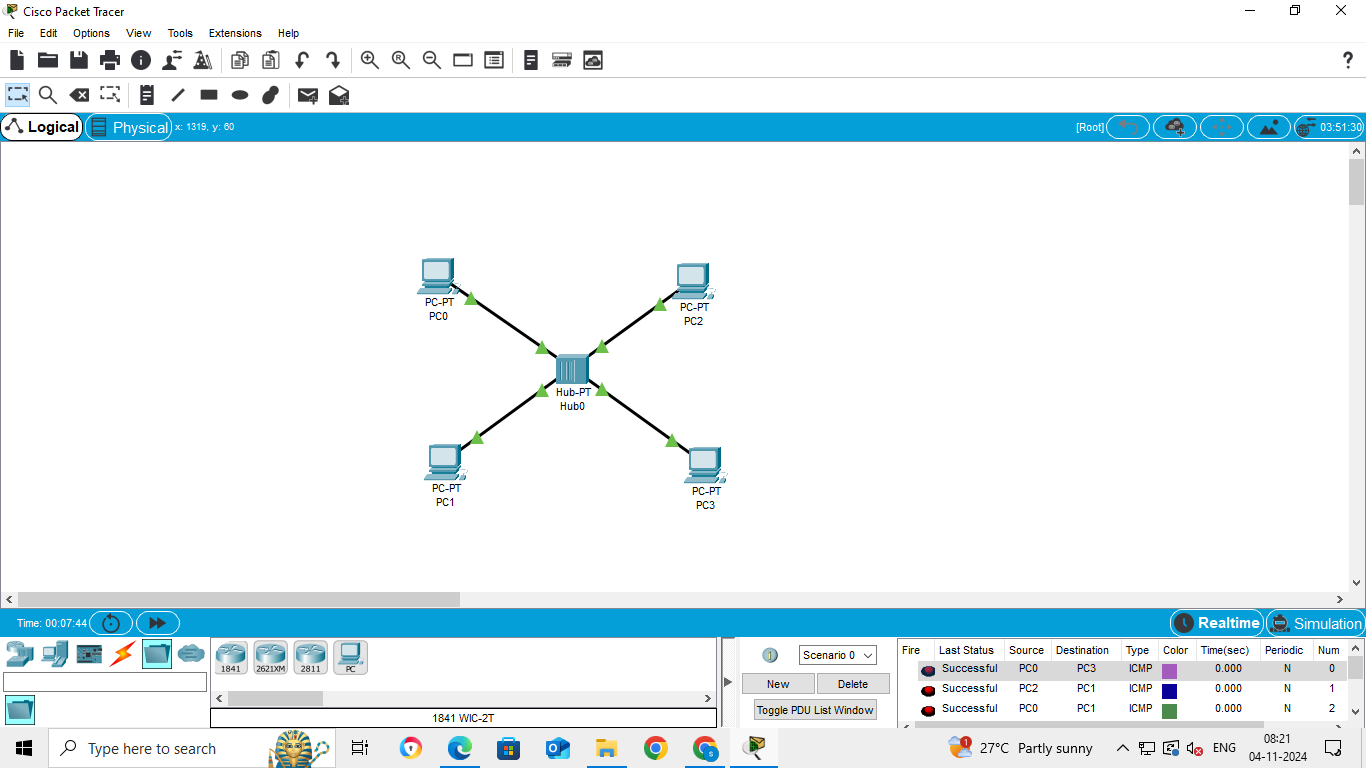 Cisco Packet Tracer
File Edit Options View Tools Extensions Help
?
Logical Physical x: 1319, y: 60 [Root] 03:51:30
PC-PT
PC0
PC-PT
PC2
Hub-PT
Hub0
PC-PT
PC1
PC-PT
PC3
Time: 00:07:44 Realtime Simulation
1841 2621XM 2811 PC
1841 WIC-2T
Scenario 0
New Delete
Toggle PDU List Window
Fire Last Status Source Destination Type Color Time(sec) Periodic Num
Successful PC0 PC3 ICMP 0.000 N 0
Successful PC2 PC1 ICMP 0.000 N 1
Successful PC0 PC1 ICMP 0.000 N 2
Type here to search
1
27°C Partly sunny
ENG
08:21
04-11-2024